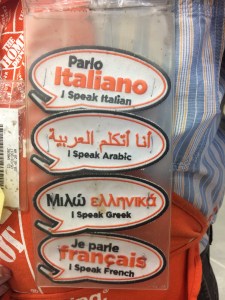 Parlo
Italiano
I Speak Italian
أنا أتكلم العربية
I Speak Arabic
Μιλώ ελληνικά
I Speak Greek
Je parle
français
I Speak French